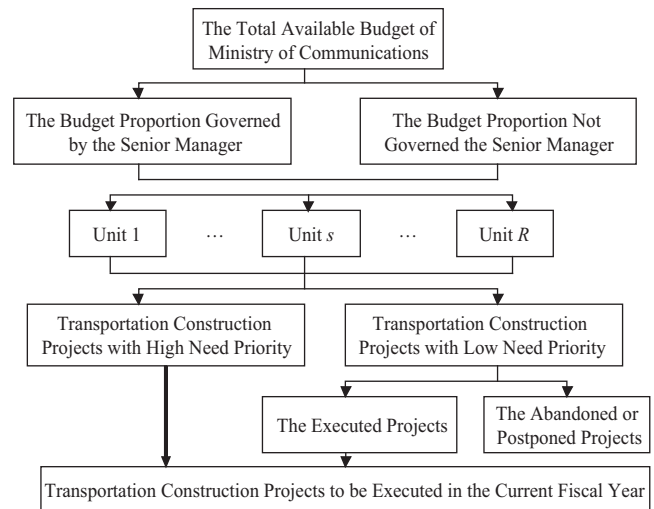 The Total Available Budget of
Ministry of Communications
The Budget Proportion Governed
by the Senior Manager
The Budget Proportion Not
Governed the Senior Manager
Unit 1
...
Unit s
...
Unit R
Transportation Construction
Projects with High Need Priority
Transportation Construction
Projects with Low Need Priority
The Executed Projects
The Abandoned or
Postponed Projects
Transportation Construction Projects to be Executed in the Current Fiscal Year